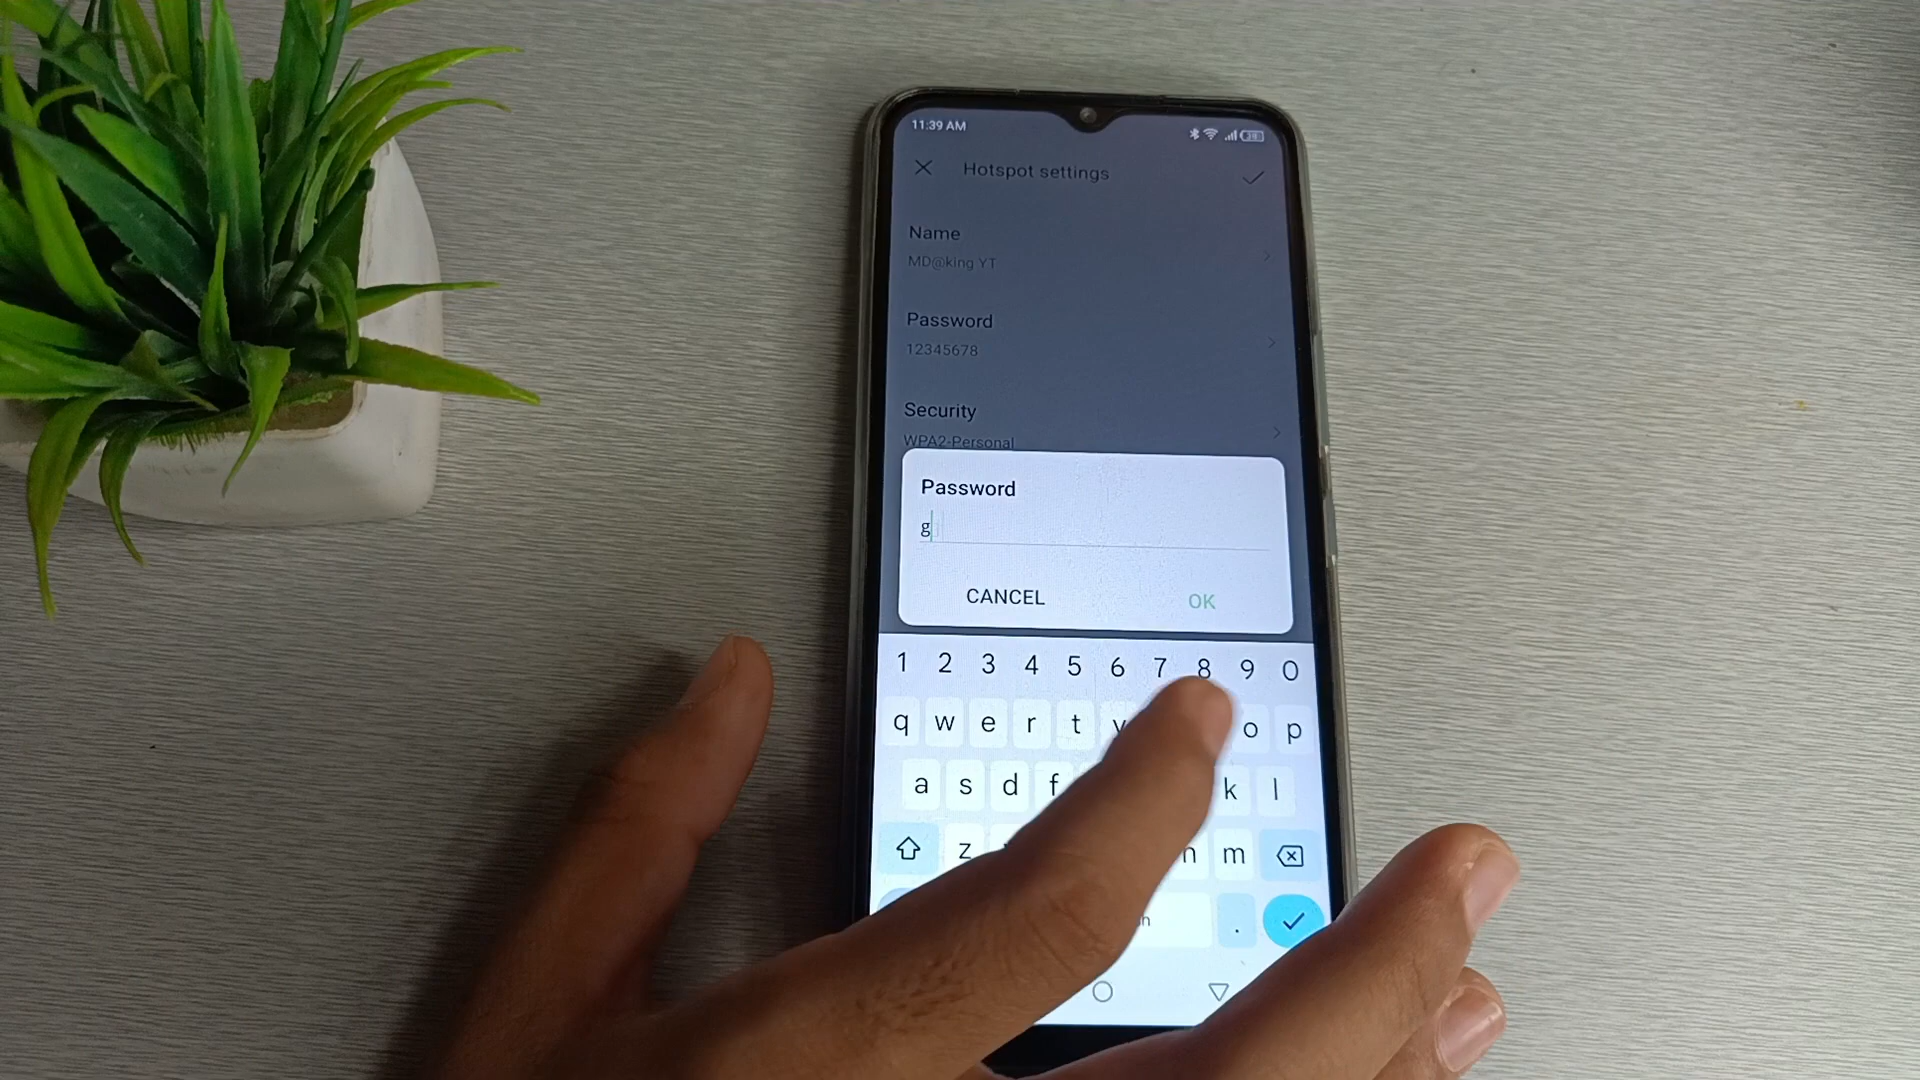 11:39 AM
Hotspot settings
Name
MD@king YT
Password
12345678
Security
WPA2-Personal
Password
g
CANCEL OK
1 2 3 4 5 6 7 8 9 0
q w e r t y o p
a s d f k l
z n m
.